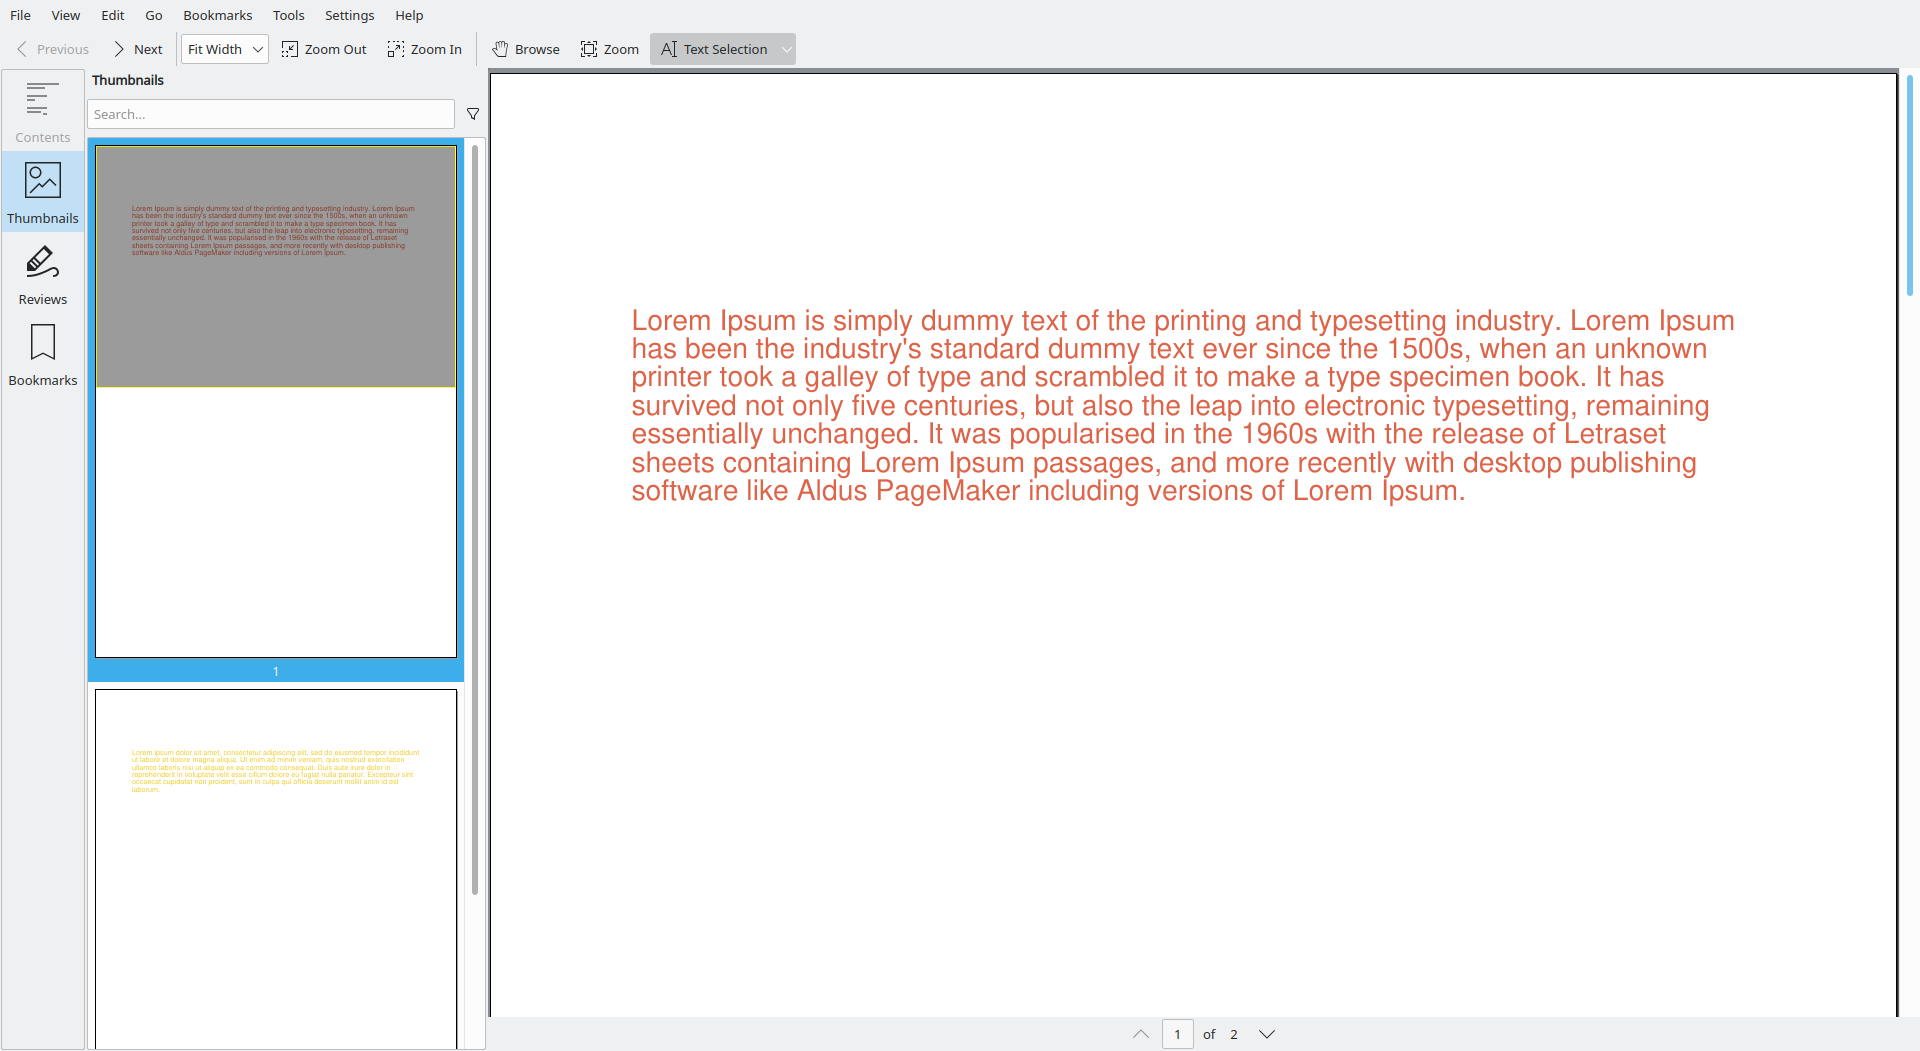 File View Edit Go Bookmarks Tools Settings Help
Previous Next Fit Width Zoom Out Zoom In Browse Zoom Text Selection
Contents
Thumbnails
Reviews
Bookmarks
Thumbnails
Search...
Lorem Ipsum is simply dummy text of the printing and typesetting industry. Lorem Ipsum
has been the industry's standard dummy text ever since the 1500s, when an unknown
printer took a galley of type and scrambled it to make a type specimen book. It has
survived not only five centuries, but also the leap into electronic typesetting, remaining
essentially unchanged. It was popularised in the 1960s with the release of Letraset
sheets containing Lorem Ipsum passages, and more recently with desktop publishing
software like Aldus PageMaker including versions of Lorem Ipsum.
1
Lorem ipsum dolor sit amet, consectetur adipiscing elit, sed do eiusmod tempor incididunt
ut labore et dolore magna aliqua. Ut enim ad minim veniam, quis nostrud exercitation
ullamco laboris nisi ut aliquip ex ea commodo consequat. Duis aute irure dolor in
reprehenderit in voluptate velit esse cillum dolore eu fugiat nulla pariatur. Excepteur sint
occaecat cupidatat non proident, sunt in culpa qui officia deserunt mollit anim id est
laborum.
Lorem Ipsum is simply dummy text of the printing and typesetting industry. Lorem Ipsum
has been the industry's standard dummy text ever since the 1500s, when an unknown
printer took a galley of type and scrambled it to make a type specimen book. It has
survived not only five centuries, but also the leap into electronic typesetting, remaining
essentially unchanged. It was popularised in the 1960s with the release of Letraset
sheets containing Lorem Ipsum passages, and more recently with desktop publishing
software like Aldus PageMaker including versions of Lorem Ipsum.
1 of 2